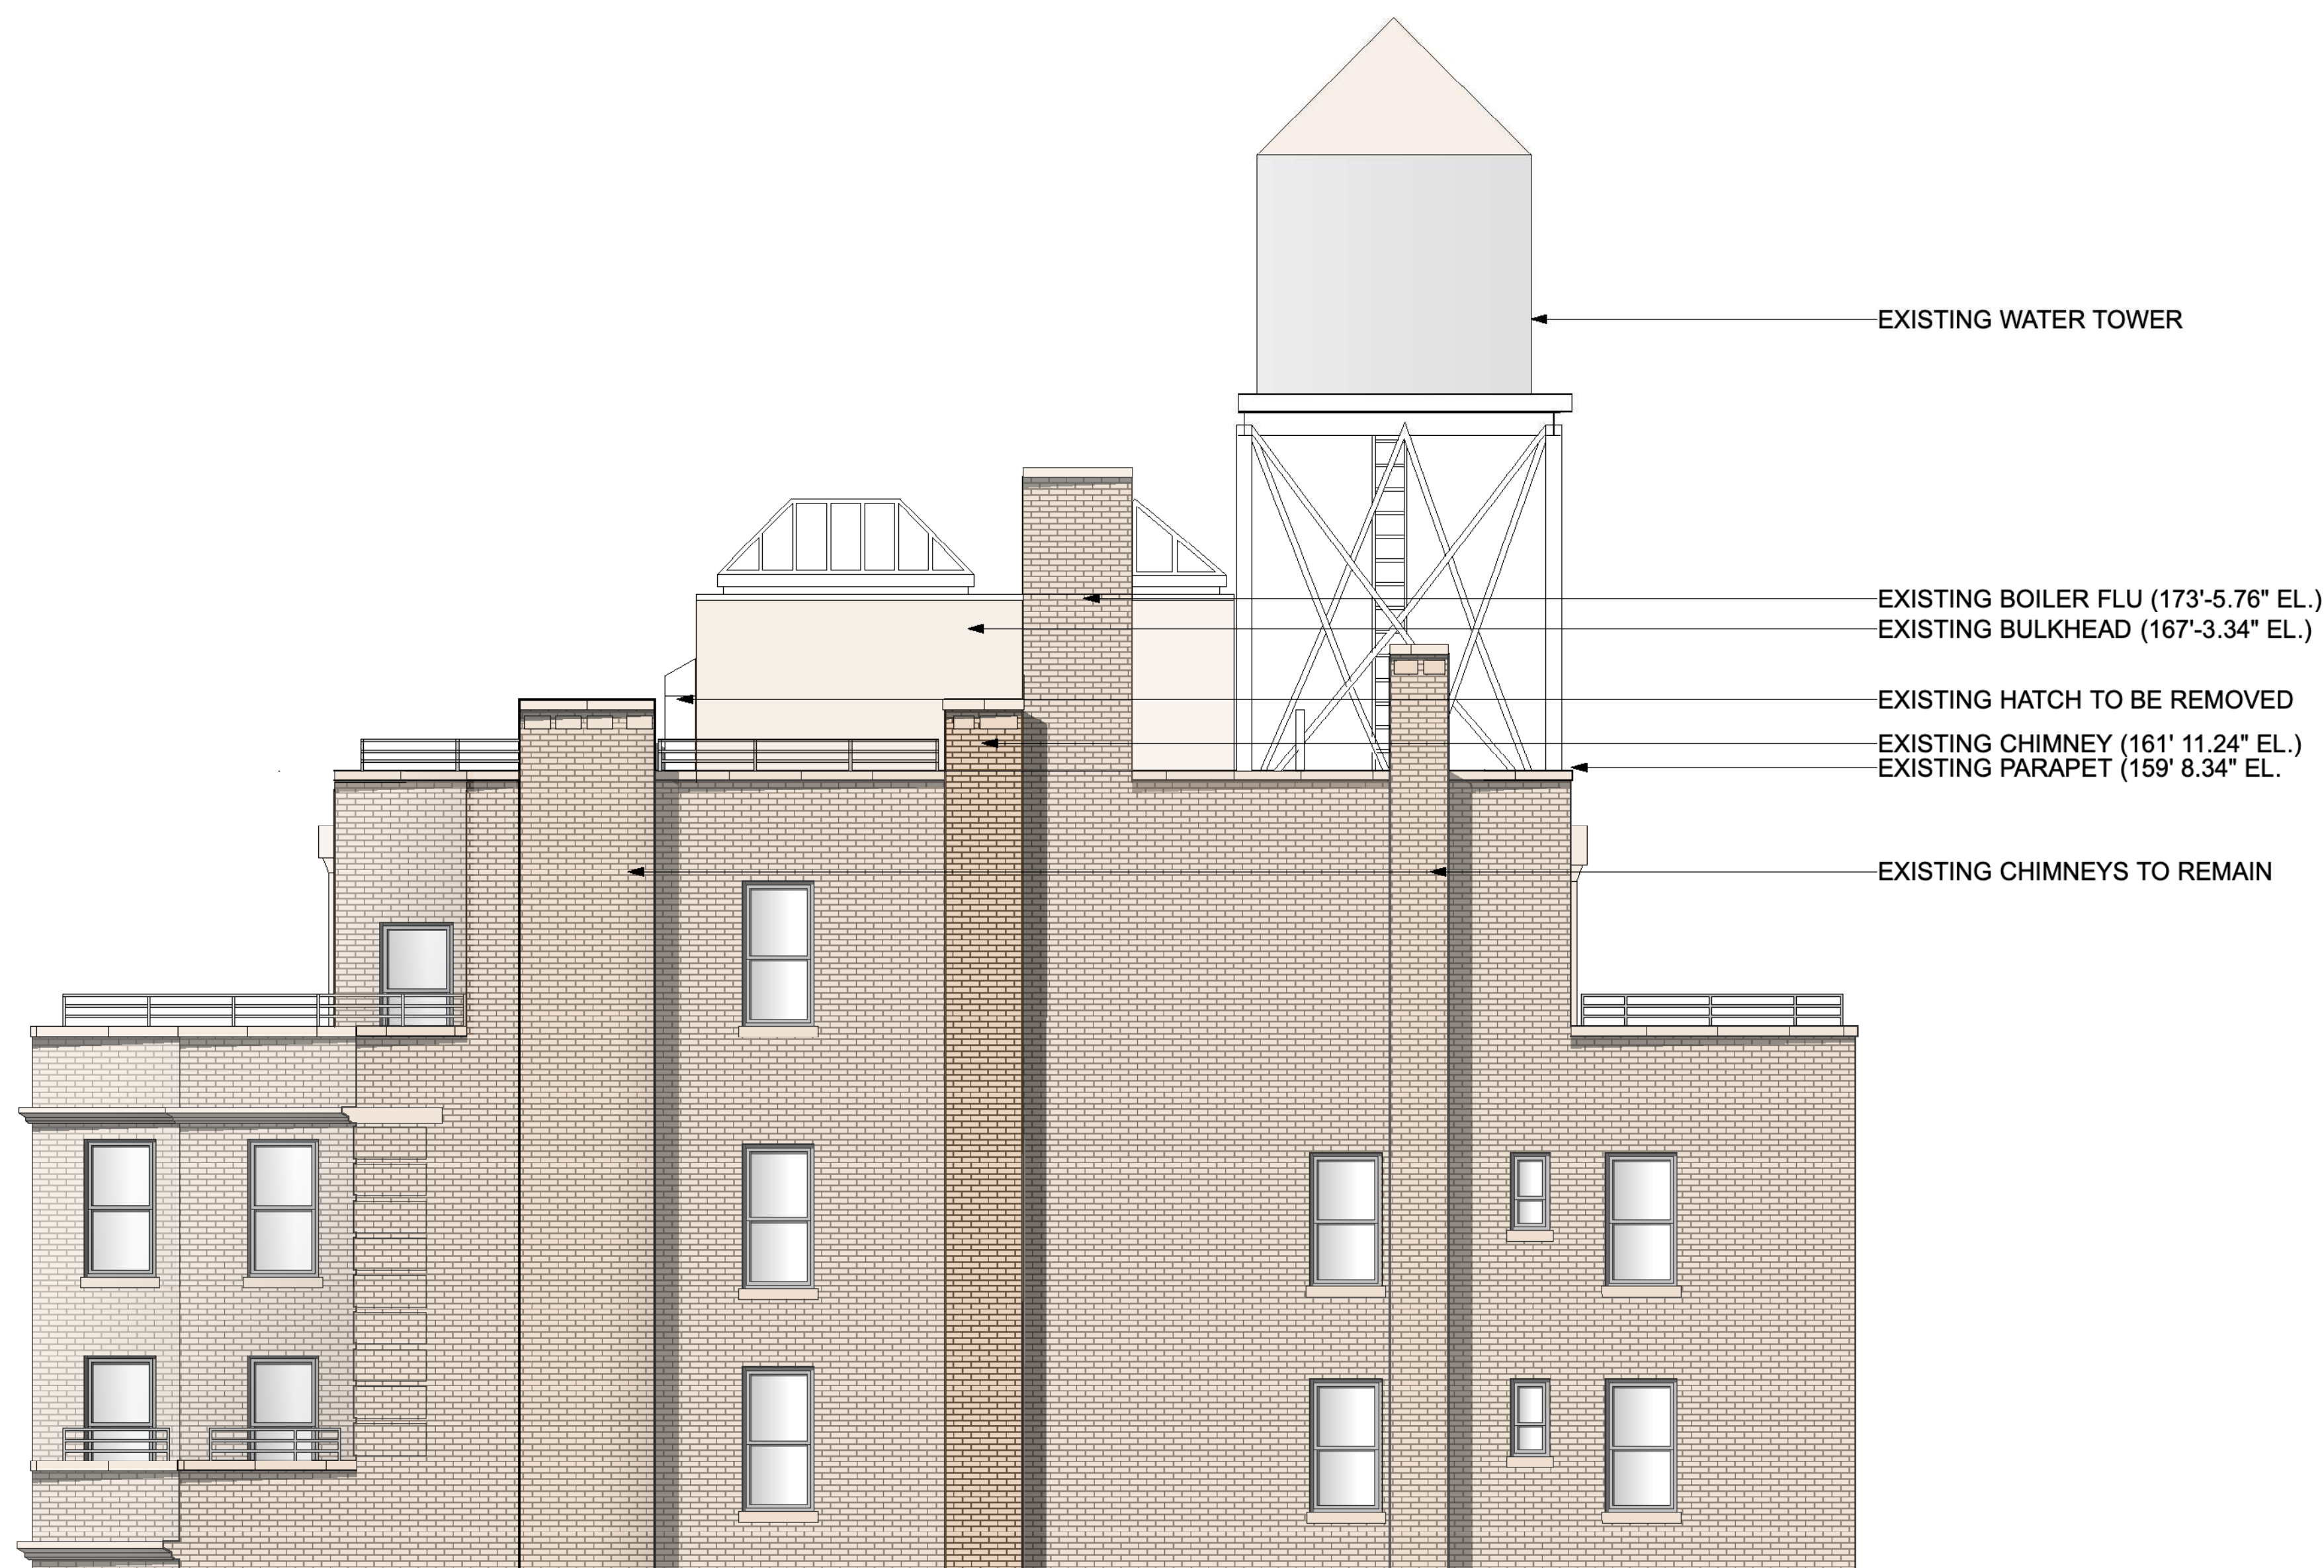 EXISTING WATER TOWER
EXISTING BOILER FLU (173'-5.76" EL.)
EXISTING BULKHEAD (167'-3.34" EL.)
EXISTING HATCH TO BE REMOVED
EXISTING CHIMNEY (161' 11.24" EL.)
EXISTING PARAPET (159' 8.34" EL.
EXISTING CHIMNEYS TO REMAIN